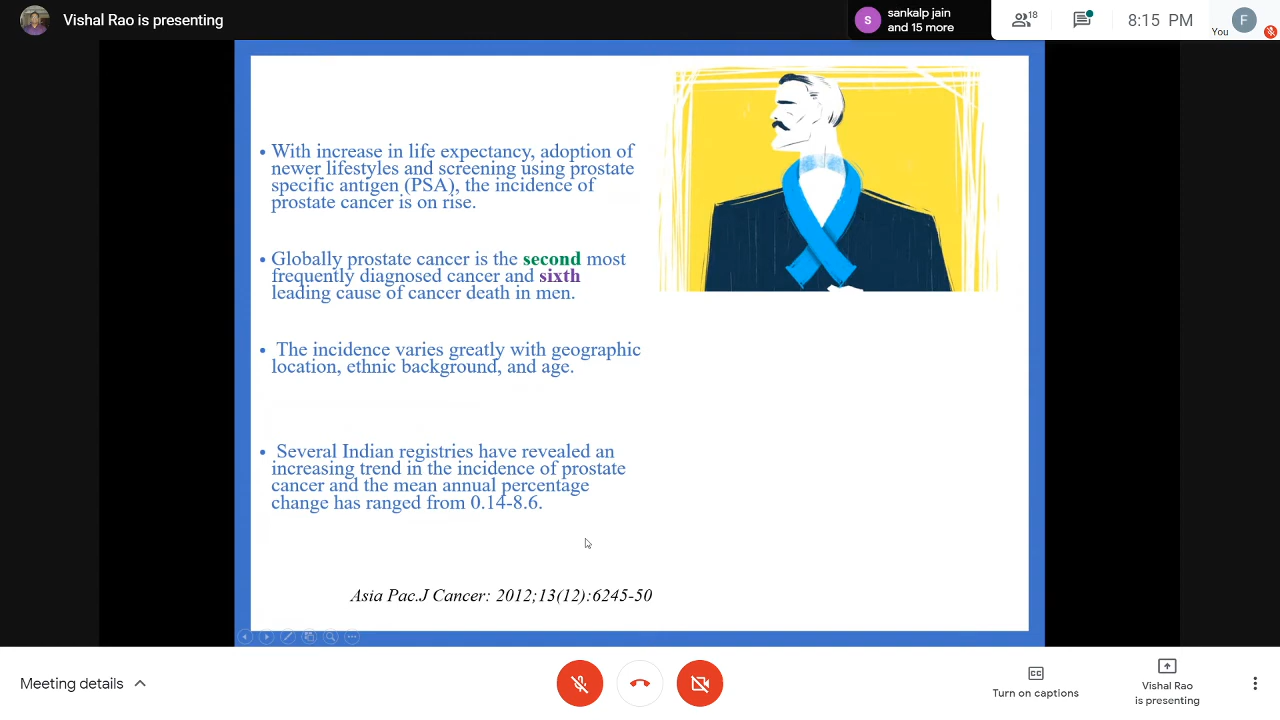 Vishal Rao is presenting
S
sankalp jain
and 15 more
18
8:15 PM
You
F
• With increase in life expectancy, adoption of
newer lifestyles and screening using prostate
specific antigen (PSA), the incidence of
prostate cancer is on rise.
• Globally prostate cancer is the second most
frequently diagnosed cancer and sixth
leading cause of cancer death in men.
• The incidence varies greatly with geographic
location, ethnic background, and age.
• Several Indian registries have revealed an
increasing trend in the incidence of prostate
cancer and the mean annual percentage
change has ranged from 0.14-8.6.
Asia Pac.J Cancer: 2012;13(12):6245-50
Meeting details
CC
Turn on captions
Vishal Rao
is presenting